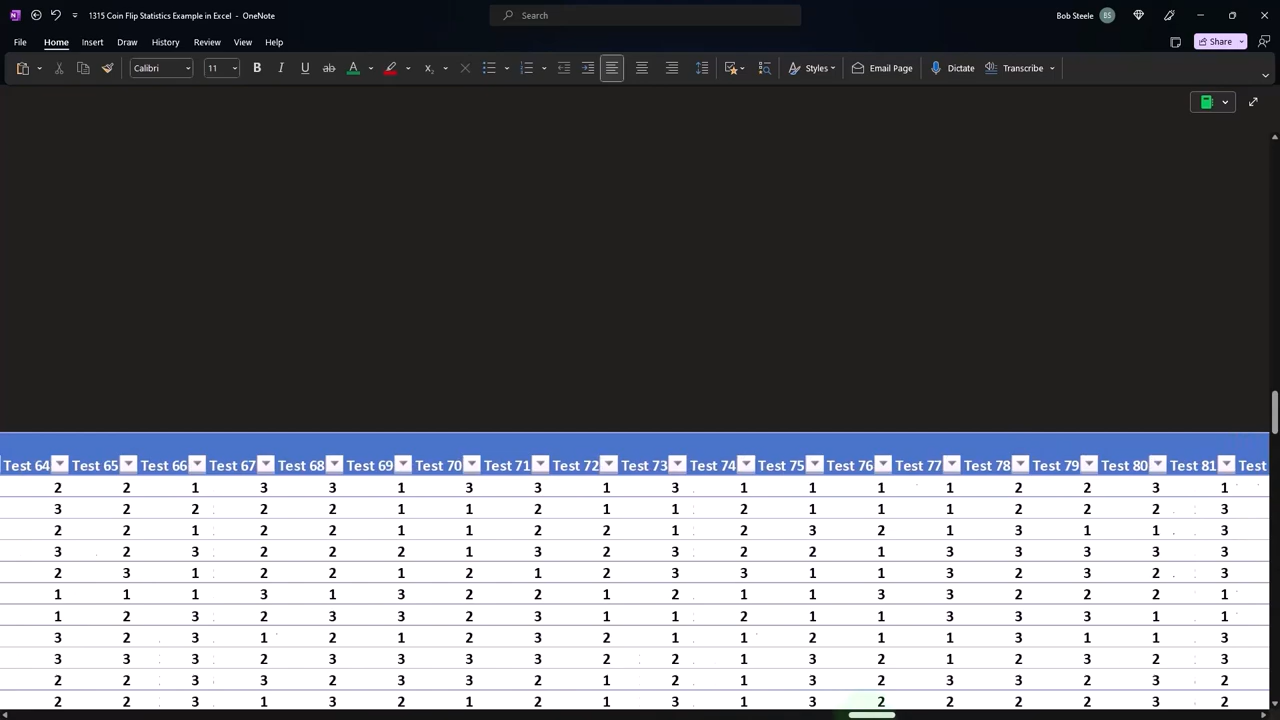 1315 Coin Flip Statistics Example in Excel - OneNote
Search
Bob Steele BS
File Home Insert Draw History Review View Help
Share
Calibri 11 B I U ab A x Styles Email Page Dictate Transcribe
Test 64 Test 65 Test 66 Test 67 Test 68 Test 69 Test 70 Test 71 Test 72 Test 73 Test 74 Test 75 Test 76 Test 77 Test 78 Test 79 Test 80 Test 81 Test
2 2 1 3 3 1 3 3 1 3 1 1 1 1 2 2 3 1
3 2 2 2 2 1 1 2 1 1 2 1 1 1 2 2 2 3
2 2 1 2 2 1 1 2 2 1 2 3 2 1 3 1 1 3
3 2 3 2 2 2 1 3 2 3 2 2 1 3 3 3 3 3
2 3 1 2 2 1 2 1 2 3 3 1 1 3 2 3 2 3
1 1 1 3 1 3 2 2 1 2 1 1 3 3 2 2 2 1
1 2 3 2 3 3 2 3 1 1 2 1 1 3 3 3 1 1
3 2 3 1 2 1 2 3 2 1 1 2 1 1 3 1 1 3
3 3 3 2 3 3 3 3 2 2 1 3 2 1 2 3 2 3
2 2 3 3 2 3 3 2 1 2 1 3 2 3 3 2 3 2
2 2 3 1 3 2 1 2 1 3 1 3 2 2 2 2 3 2